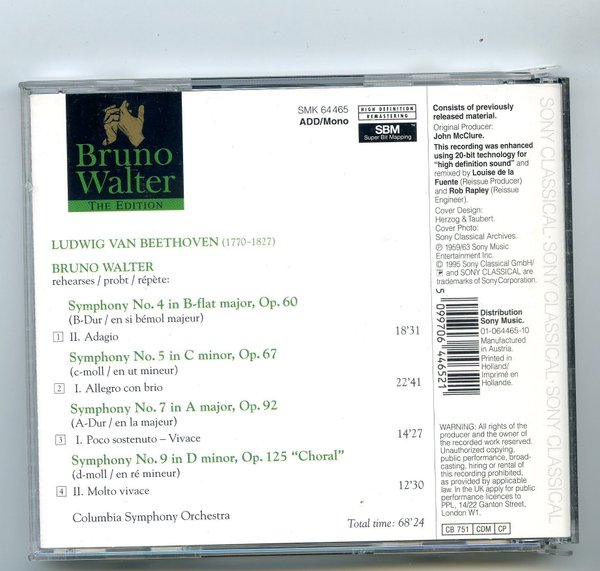 Bruno
Walter
THE EDITION
SMK 64 465
ADD/Mono
HIGH DEFINITION
REMASTERING
SBM
Super Bit Mapping
LUDWIG VAN BEETHOVEN (1770–1827)
BRUNO WALTER
rehearses / probt / répète:
Symphony No. 4 in B-flat major, Op. 60
(B-Dur / en si bémol majeur)
1 II. Adagio 18'31
Symphony No. 5 in C minor, Op. 67
(c-moll / en ut mineur)
2 I. Allegro con brio 22'41
Symphony No. 7 in A major, Op. 92
(A-Dur / en la majeur)
3 I. Poco sostenuto – Vivace 14'27
Symphony No. 9 in D minor, Op. 125 “Choral”
(d-moll / en ré mineur)
4 II. Molto vivace 12'30
Columbia Symphony Orchestra
Total time: 68'24
Consists of previously
released material.
Original Producer:
John McClure.
This recording was enhanced
using 20-bit technology for
“high definition sound” and
remixed by Louise de la
Fuente (Reissue Producer)
and Rob Rapley (Reissue
Engineer).
Cover Design:
Herzog & Taubert.
Cover Photo:
Sony Classical Archives.
℗ 1959/63 Sony Music
Entertainment Inc.
© 1995 Sony Classical GmbH/
and SONY CLASSICAL are
trademarks of Sony Corporation.
5 099706 446521
Distribution
Sony Music.
01-064465-10
Manufactured
in Austria.
Printed in
Holland/
Imprimé en
Hollande.
WARNING: All rights of the
producer and the owner of
the recorded work reserved.
Unauthorized copying,
public performance, broad-
casting, hiring or rental of
this recording prohibited,
as provided by applicable
law. In the UK apply for public
performance licences to
PPL, 14/22 Ganton Street,
London W1.
CB 751 CDM CP
SONY CLASSICAL · SONY CLASSICAL · SONY CLASSICAL